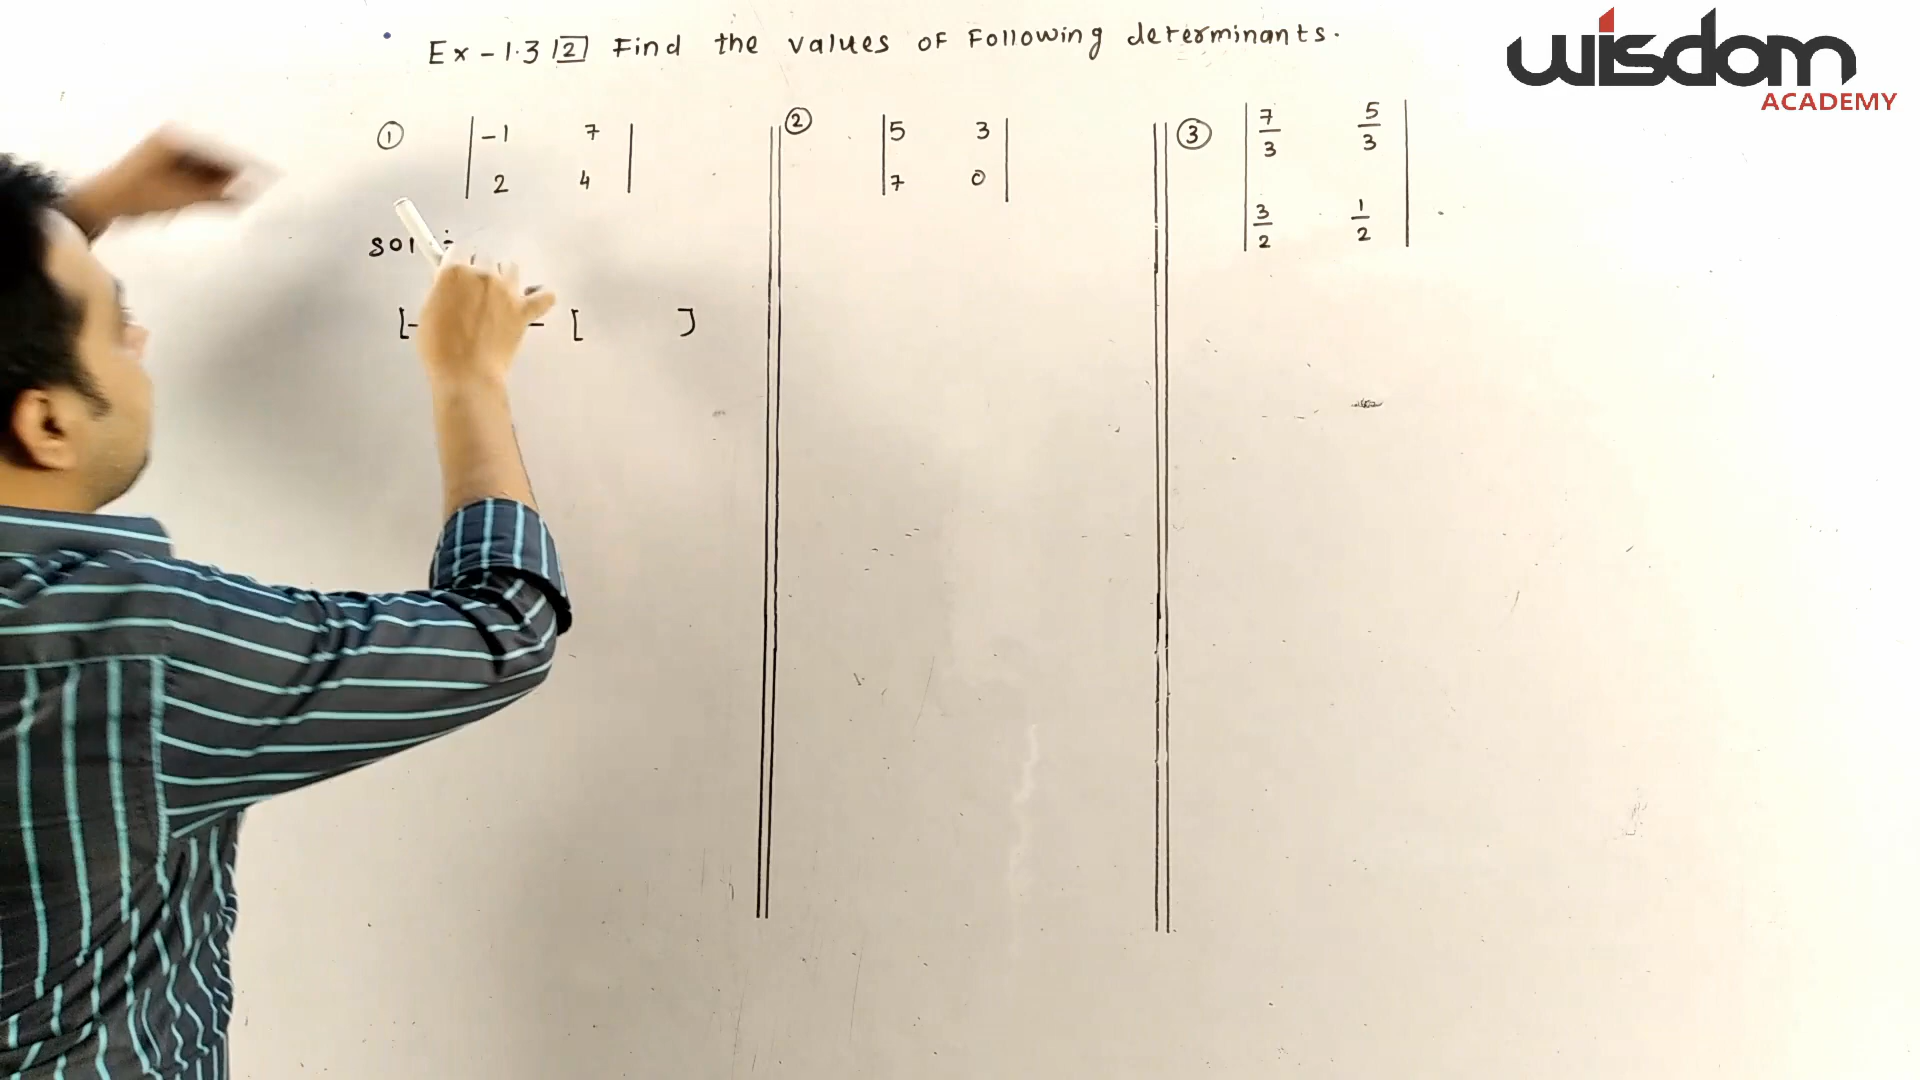 Ex - 1.3 [2] Find the values of Following determinants.
wisdom
ACADEMY
① | -1 7 |
| 2 4 |
② | 5 3 |
| 7 0 |
③ | 7/3 5/3 |
| 3/2 1/2 |
[- - [ ]